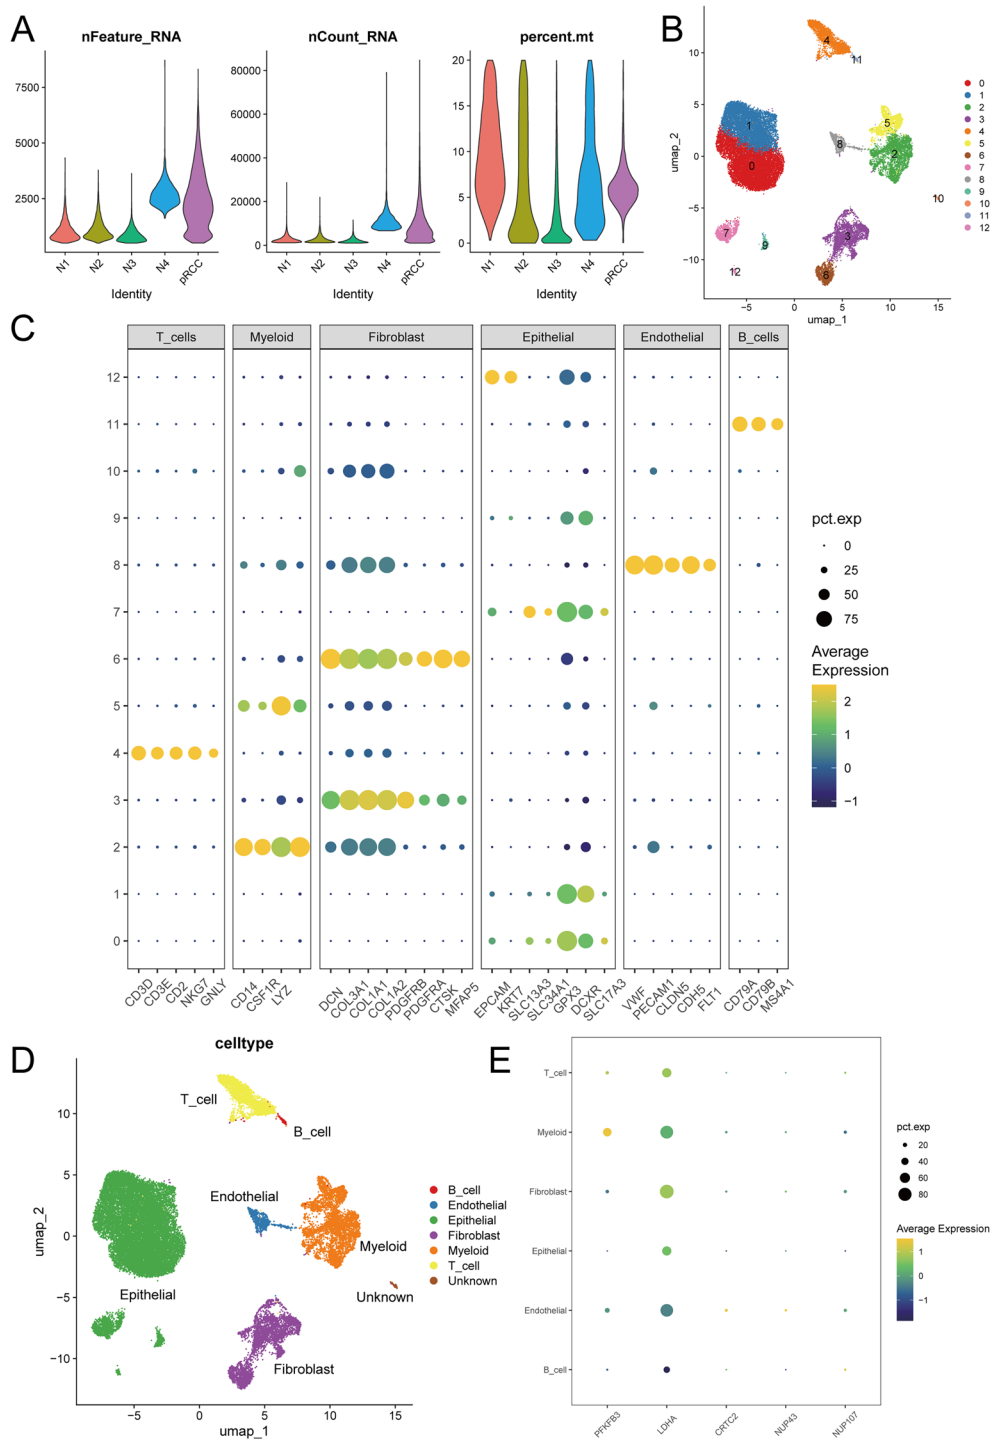 A
nFeature_RNA
nCount_RNA
percent.mt
7500
5000
2500
80000
60000
40000
20000
0
20
15
10
5
0
N1
N2
N3
N4
pRCC
N1
N2
N3
N4
pRCC
N1
N2
N3
N4
pRCC
Identity
Identity
Identity
B
umap_2
10
5
0
−5
−10
4
11
1
5
8
2
0
10
7
9
3
6
12
−5
0
5
10
15
umap_1
0
1
2
3
4
5
6
7
8
9
10
11
12
C
T_cells
Myeloid
Fibroblast
Epithelial
Endothelial
B_cells
12
11
10
9
8
7
6
5
4
3
2
1
0
CD3D
CD3E
CD2
NKG7
GNLY
CD14
CSF1R
LYZ
DCN
COL3A1
COL1A1
COL1A2
PDGFRB
PDGFRA
CTSK
MFAP5
EPCAM
KRT7
SLC13A3
SLC34A1
GPX3
DCXR
SLC17A3
VWF
PECAM1
CLDN5
CDH5
FLT1
CD79A
CD79B
MS4A1
pct.exp
0
25
50
75
Average
Expression
2
1
0
−1
D
celltype
umap_2
10
5
0
−5
−10
T_cell
B_cell
Endothelial
Myeloid
Epithelial
Unknown
Fibroblast
−5
0
5
10
15
umap_1
B_cell
Endothelial
Epithelial
Fibroblast
Myeloid
T_cell
Unknown
E
T_cell
Myeloid
Fibroblast
Epithelial
Endothelial
B_cell
PFKFB3
LDHA
CRTC2
NUP43
NUP107
pct.exp
20
40
60
80
Average Expression
1
0
−1